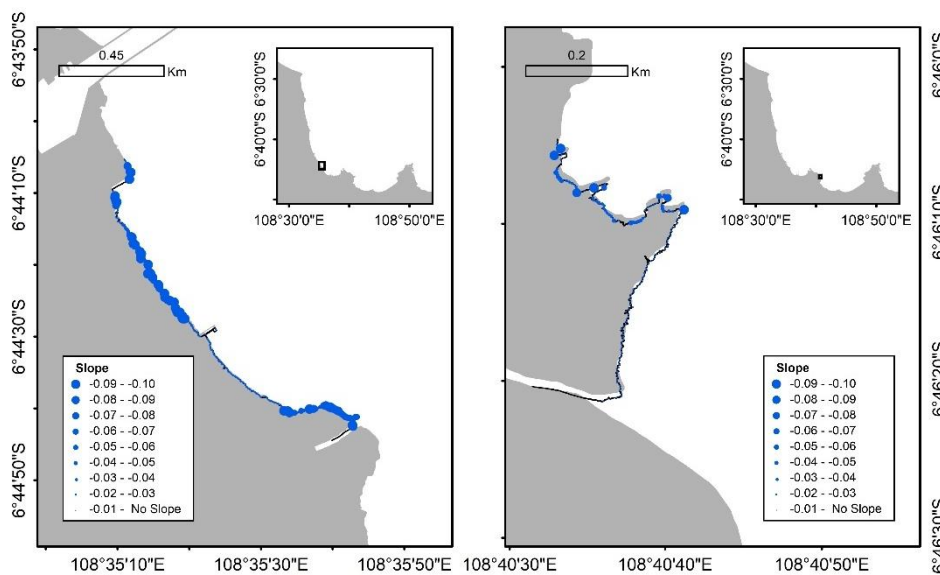 6°43'50"S
6°44'10"S
6°44'30"S
6°44'50"S
0.45
Km
6°30'0"S
6°40'0"S
108°30'0"E
108°50'0"E
Slope
-0.09 - -0.10
-0.08 - -0.09
-0.07 - -0.08
-0.06 - -0.07
-0.05 - -0.06
-0.04 - -0.05
-0.03 - -0.04
-0.02 - -0.03
-0.01 - No Slope
108°35'10"E
108°35'30"E
108°35'50"E
0.2
Km
6°30'0"S
6°40'0"S
108°30'0"E
108°50'0"E
Slope
-0.09 - -0.10
-0.08 - -0.09
-0.07 - -0.08
-0.06 - -0.07
-0.05 - -0.06
-0.04 - -0.05
-0.03 - -0.04
-0.02 - -0.03
-0.01 - No Slope
108°40'30"E
108°40'40"E
108°40'50"E
6°46'0"S
6°46'10"S
6°46'20"S
6°46'30"S